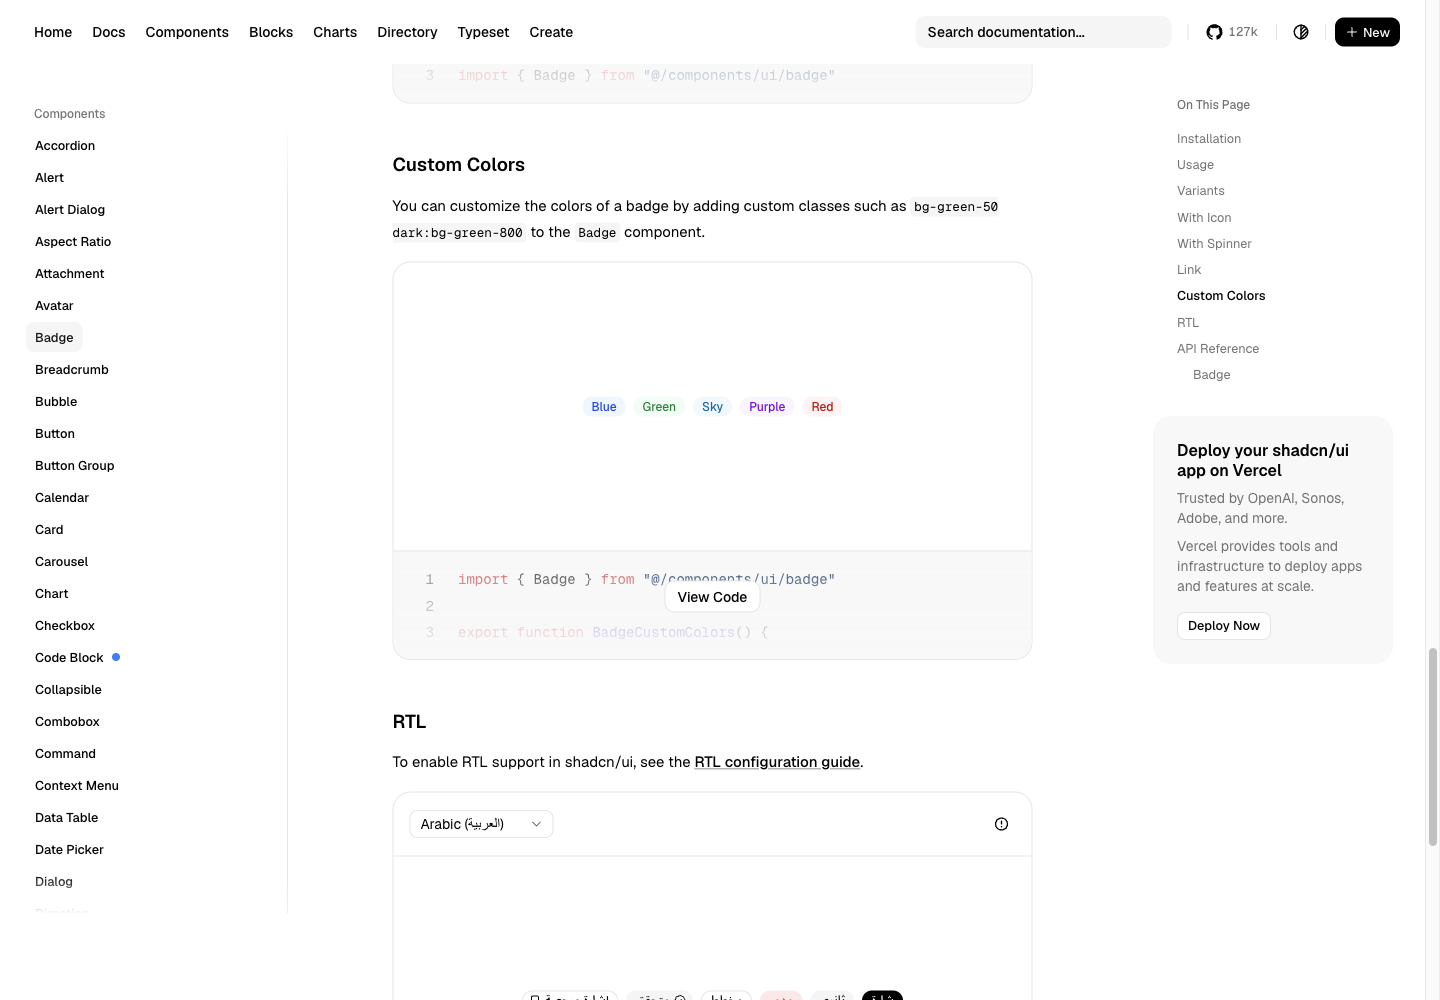 Home Docs Components Blocks Charts Directory Typeset Create
Search documentation...
127k
New
Components
Accordion
Alert
Alert Dialog
Aspect Ratio
Attachment
Avatar
Badge
Breadcrumb
Bubble
Button
Button Group
Calendar
Card
Carousel
Chart
Checkbox
Code Block
Collapsible
Combobox
Command
Context Menu
Data Table
Date Picker
Dialog
3 import { Badge } from "@/components/ui/badge"
Custom Colors
You can customize the colors of a badge by adding custom classes such as bg-green-50
dark:bg-green-800 to the Badge component.
Blue Green Sky Purple Red
1 import { Badge } from "@/components/ui/badge"
2
View Code
3 export function BadgeCustomColors() {
RTL
To enable RTL support in shadcn/ui, see the RTL configuration guide.
Arabic (العربية)
On This Page
Installation
Usage
Variants
With Icon
With Spinner
Link
Custom Colors
RTL
API Reference
Badge
Deploy your shadcn/ui
app on Vercel
Trusted by OpenAI, Sonos,
Adobe, and more.
Vercel provides tools and
infrastructure to deploy apps
and features at scale.
Deploy Now